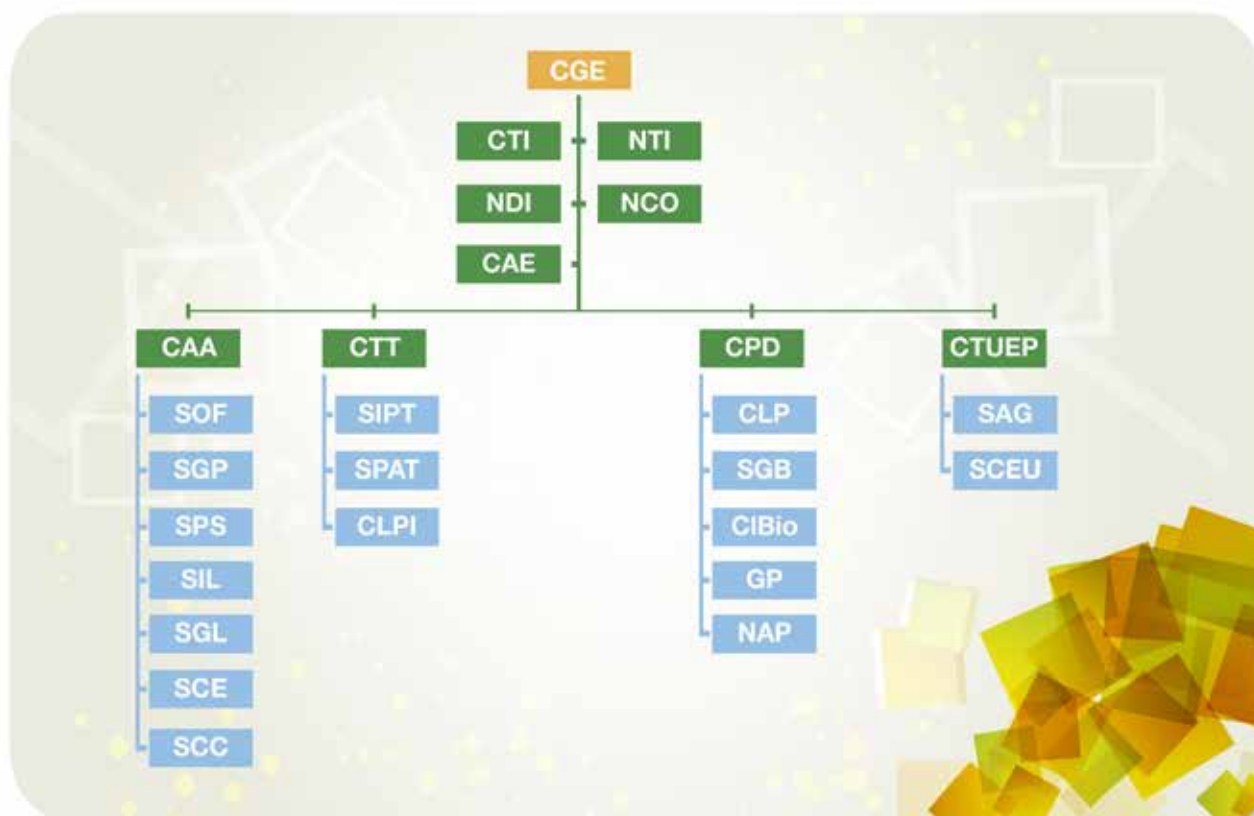 CGE
CTI NTI
NDI NCO
CAE
CAA CTT CPD CTUEP
SOF SIPT CLP SAG
SGP SPAT SGB SCEU
SPS CLPI CIBio
SIL GP
SGL NAP
SCE
SCC